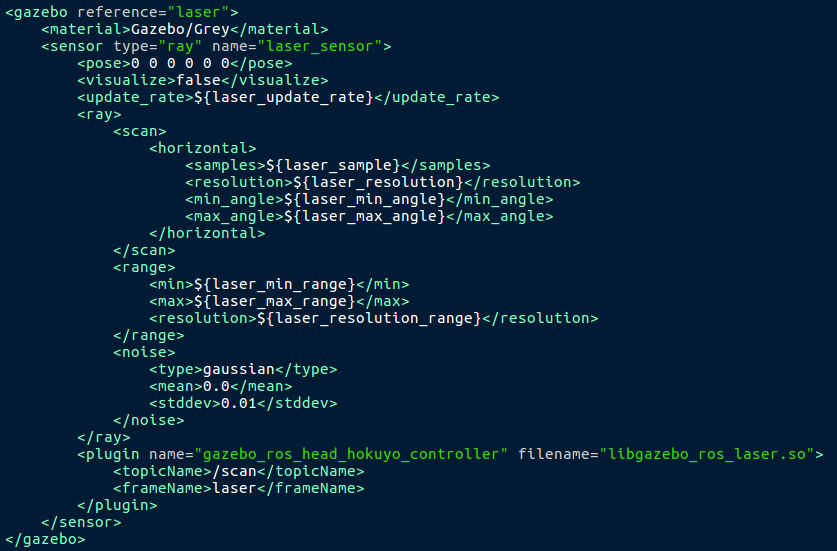 <gazebo reference="laser">
    <material>Gazebo/Grey</material>
    <sensor type="ray" name="laser_sensor">
        <pose>0 0 0 0 0 0</pose>
        <visualize>false</visualize>
        <update_rate>${laser_update_rate}</update_rate>
        <ray>
            <scan>
                <horizontal>
                    <samples>${laser_sample}</samples>
                    <resolution>${laser_resolution}</resolution>
                    <min_angle>${laser_min_angle}</min_angle>
                    <max_angle>${laser_max_angle}</max_angle>
                </horizontal>
            </scan>
            <range>
                <min>${laser_min_range}</min>
                <max>${laser_max_range}</max>
                <resolution>${laser_resolution_range}</resolution>
            </range>
            <noise>
                <type>gaussian</type>
                <mean>0.0</mean>
                <stddev>0.01</stddev>
            </noise>
        </ray>
        <plugin name="gazebo_ros_head_hokuyo_controller" filename="libgazebo_ros_laser.so">
            <topicName>/scan</topicName>
            <frameName>laser</frameName>
        </plugin>
    </sensor>
</gazebo>